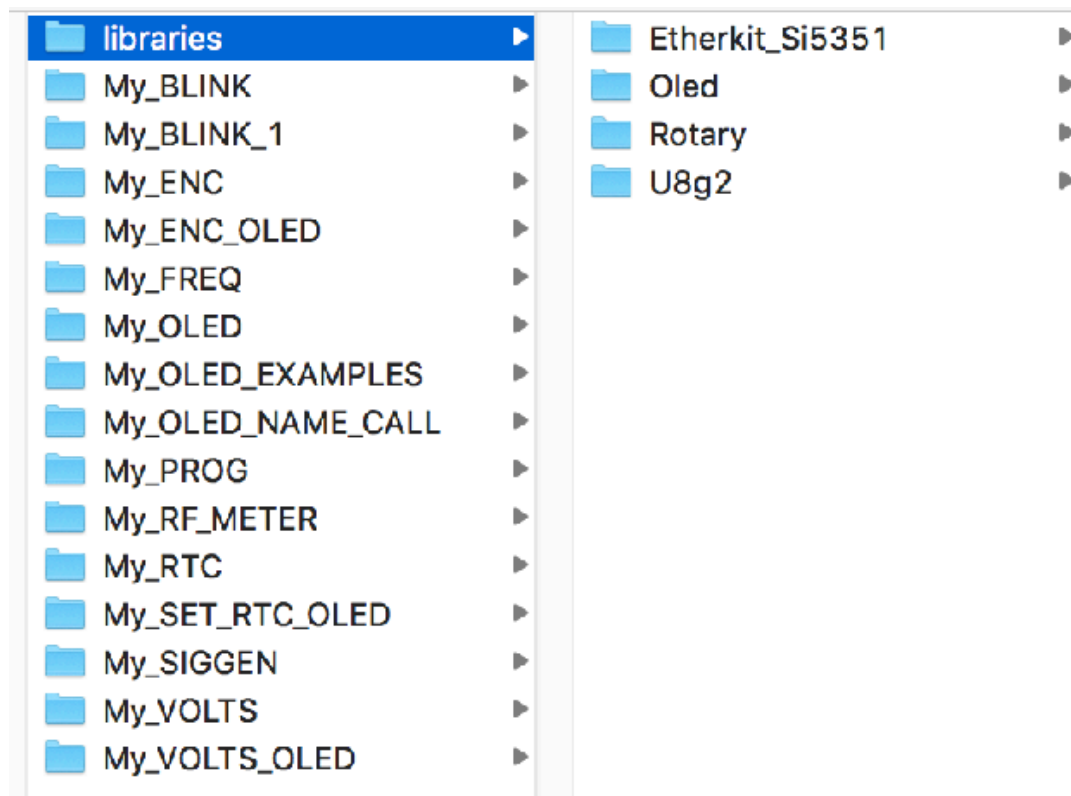 libraries
My_BLINK
My_BLINK_1
My_ENC
My_ENC_OLED
My_FREQ
My_OLED
My_OLED_EXAMPLES
My_OLED_NAME_CALL
My_PROG
My_RF_METER
My_RTC
My_SET_RTC_OLED
My_SIGGEN
My_VOLTS
My_VOLTS_OLED
Etherkit_Si5351
Oled
Rotary
U8g2